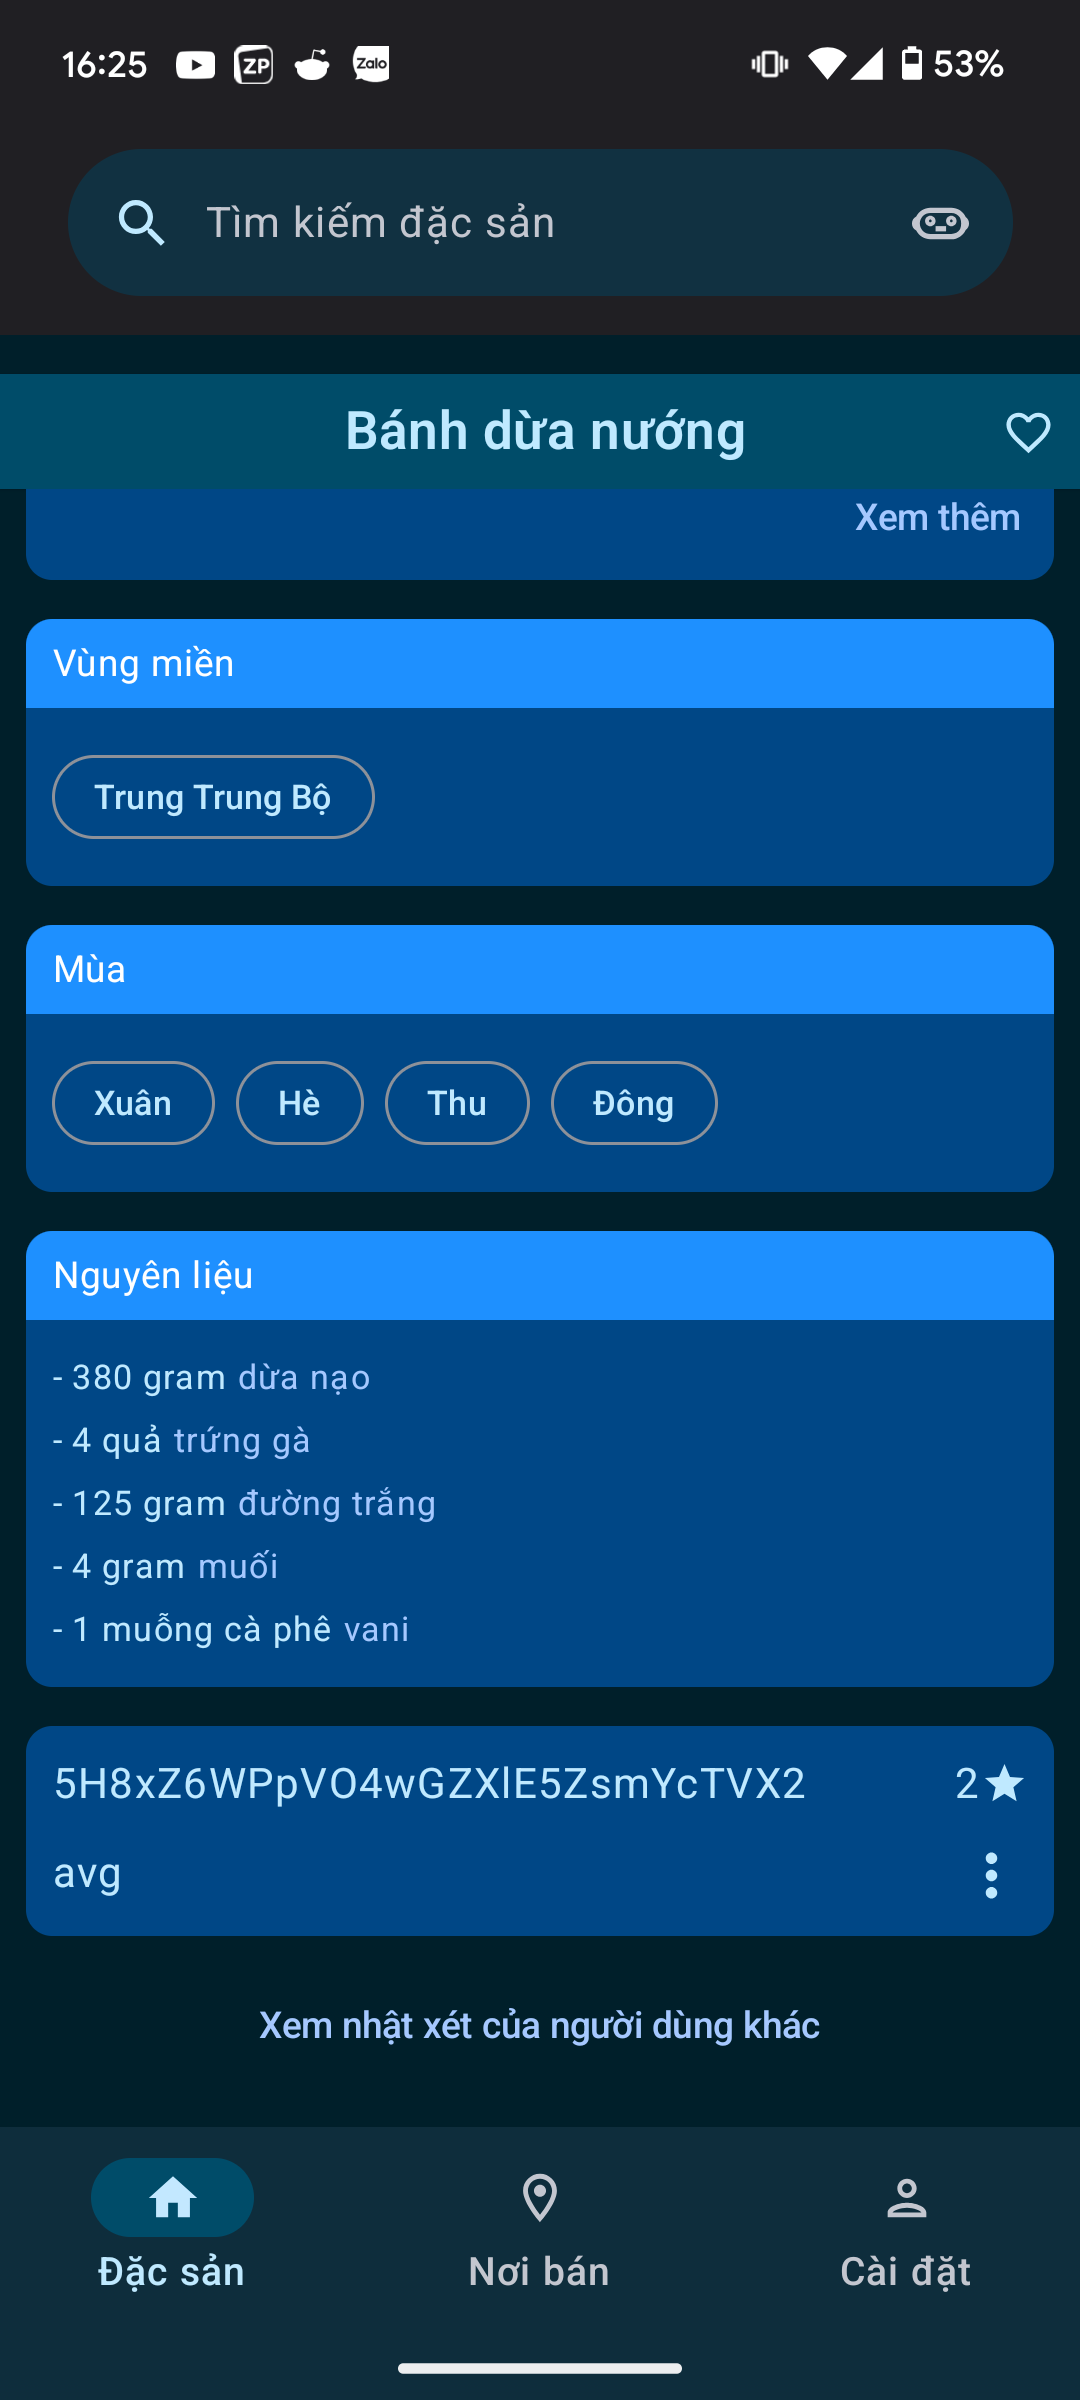 16:25 ZP Zalo 53%
Tìm kiếm đặc sản
Bánh dừa nướng
Xem thêm
Vùng miền
Trung Trung Bộ
Mùa
Xuân Hè Thu Đông
Nguyên liệu
- 380 gram dừa nạo
- 4 quả trứng gà
- 125 gram đường trắng
- 4 gram muối
- 1 muỗng cà phê vani
5H8xZ6WPpVO4wGZXlE5ZsmYcTVX2 2
avg
Xem nhật xét của người dùng khác
Đặc sản Nơi bán Cài đặt